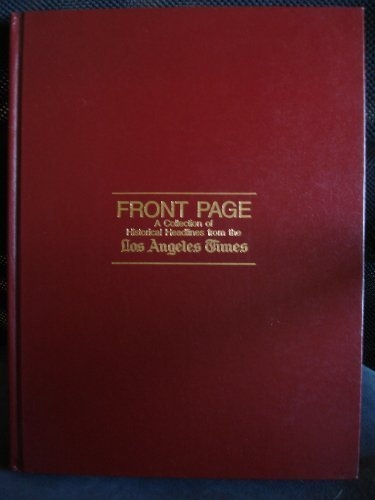 FRONT PAGE
A Collection of
Historical Headlines from the
Los Angeles Times